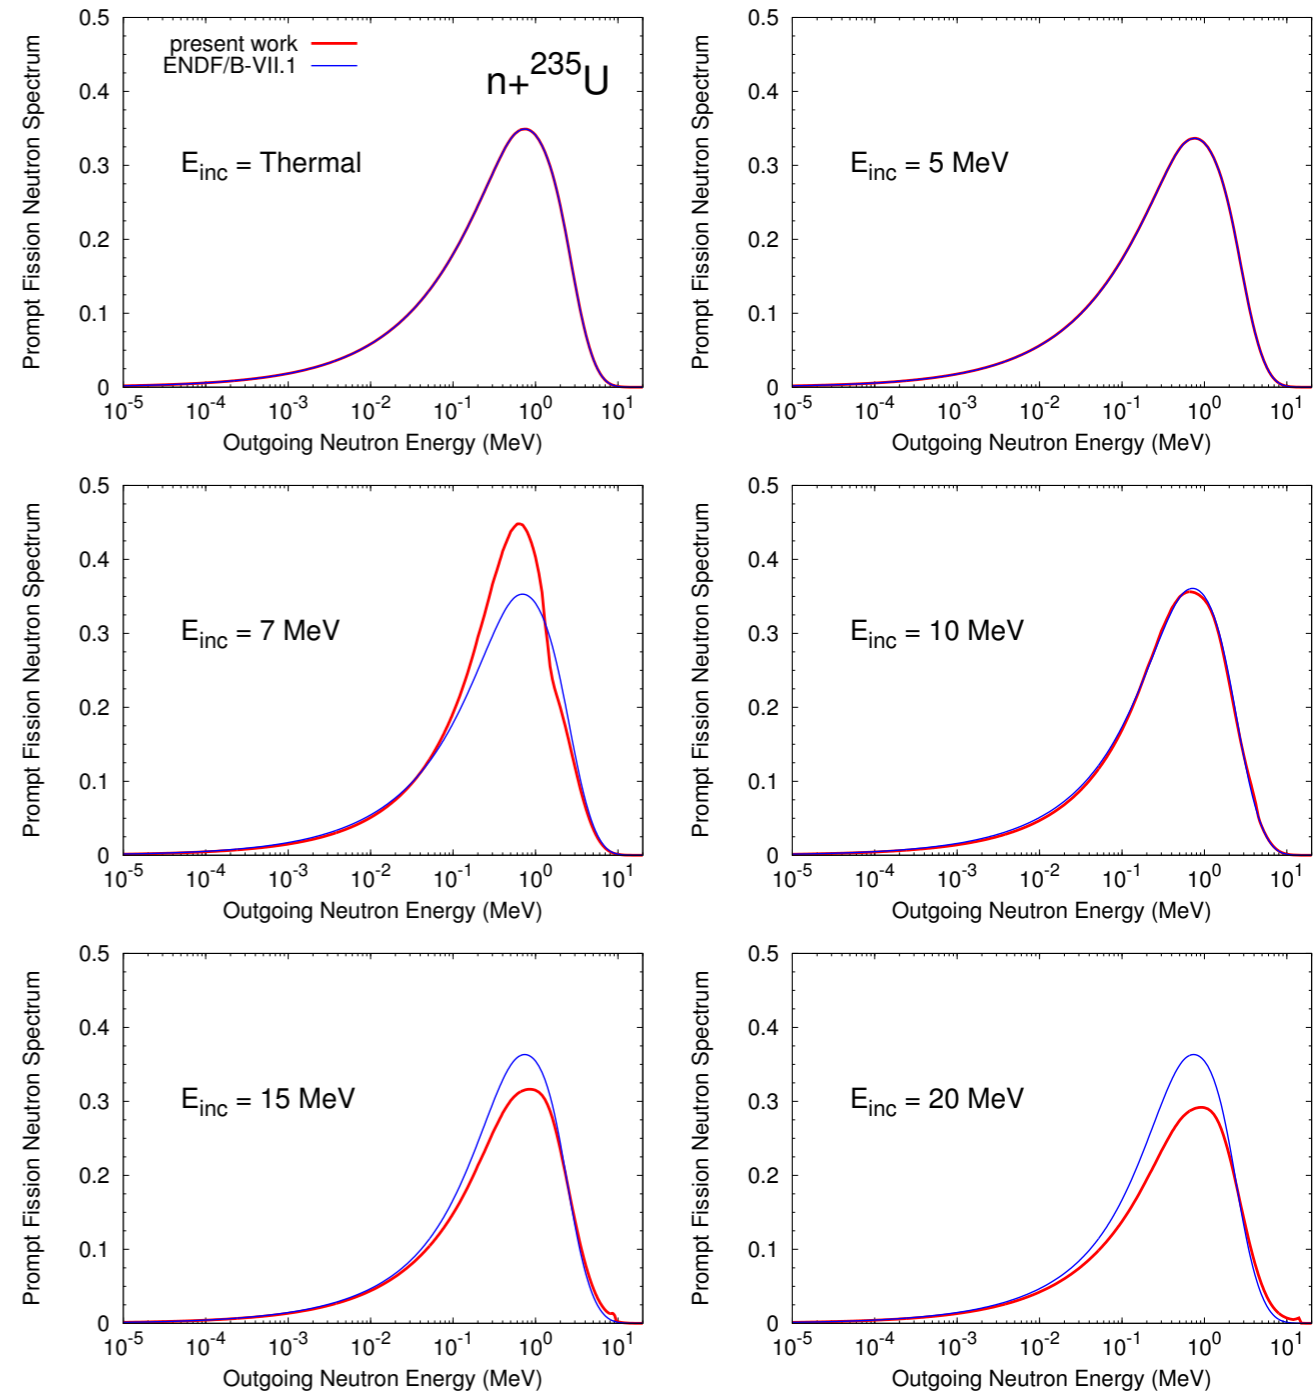 present work
ENDF/B-VII.1
n+²³⁵U
E_inc = Thermal
Prompt Fission Neutron Spectrum
0.5
0.4
0.3
0.2
0.1
0
10⁻⁵ 10⁻⁴ 10⁻³ 10⁻² 10⁻¹ 10⁰ 10¹
Outgoing Neutron Energy (MeV)
E_inc = 5 MeV
Prompt Fission Neutron Spectrum
0.5
0.4
0.3
0.2
0.1
0
10⁻⁵ 10⁻⁴ 10⁻³ 10⁻² 10⁻¹ 10⁰ 10¹
Outgoing Neutron Energy (MeV)
E_inc = 7 MeV
Prompt Fission Neutron Spectrum
0.5
0.4
0.3
0.2
0.1
0
10⁻⁵ 10⁻⁴ 10⁻³ 10⁻² 10⁻¹ 10⁰ 10¹
Outgoing Neutron Energy (MeV)
E_inc = 10 MeV
Prompt Fission Neutron Spectrum
0.5
0.4
0.3
0.2
0.1
0
10⁻⁵ 10⁻⁴ 10⁻³ 10⁻² 10⁻¹ 10⁰ 10¹
Outgoing Neutron Energy (MeV)
E_inc = 15 MeV
Prompt Fission Neutron Spectrum
0.5
0.4
0.3
0.2
0.1
0
10⁻⁵ 10⁻⁴ 10⁻³ 10⁻² 10⁻¹ 10⁰ 10¹
Outgoing Neutron Energy (MeV)
E_inc = 20 MeV
Prompt Fission Neutron Spectrum
0.5
0.4
0.3
0.2
0.1
0
10⁻⁵ 10⁻⁴ 10⁻³ 10⁻² 10⁻¹ 10⁰ 10¹
Outgoing Neutron Energy (MeV)